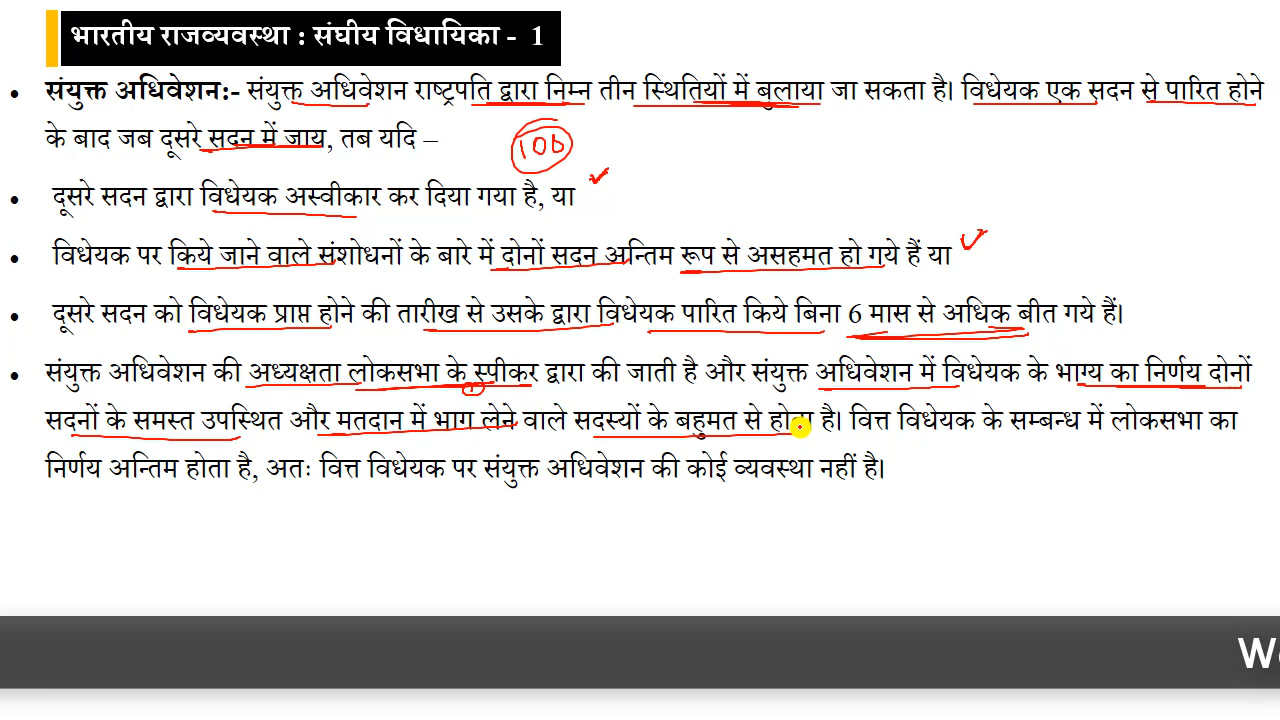 भारतीय राजव्यवस्था : संघीय विधायिका - 1
• संयुक्त अधिवेशन:- संयुक्त अधिवेशन राष्ट्रपति द्वारा निम्न तीन स्थितियों में बुलाया जा सकता है। विधेयक एक सदन से पारित होने
के बाद जब दूसरे सदन में जाय, तब यदि –
108
• दूसरे सदन द्वारा विधेयक अस्वीकार कर दिया गया है, या
• विधेयक पर किये जाने वाले संशोधनों के बारे में दोनों सदन अन्तिम रूप से असहमत हो गये हैं या
• दूसरे सदन को विधेयक प्राप्त होने की तारीख से उसके द्वारा विधेयक पारित किये बिना 6 मास से अधिक बीत गये हैं।
• संयुक्त अधिवेशन की अध्यक्षता लोकसभा के स्पीकर द्वारा की जाती है और संयुक्त अधिवेशन में विधेयक के भाग्य का निर्णय दोनों
सदनों के समस्त उपस्थित और मतदान में भाग लेने वाले सदस्यों के बहुमत से होता है। वित्त विधेयक के सम्बन्ध में लोकसभा का
निर्णय अन्तिम होता है, अतः वित्त विधेयक पर संयुक्त अधिवेशन की कोई व्यवस्था नहीं है।